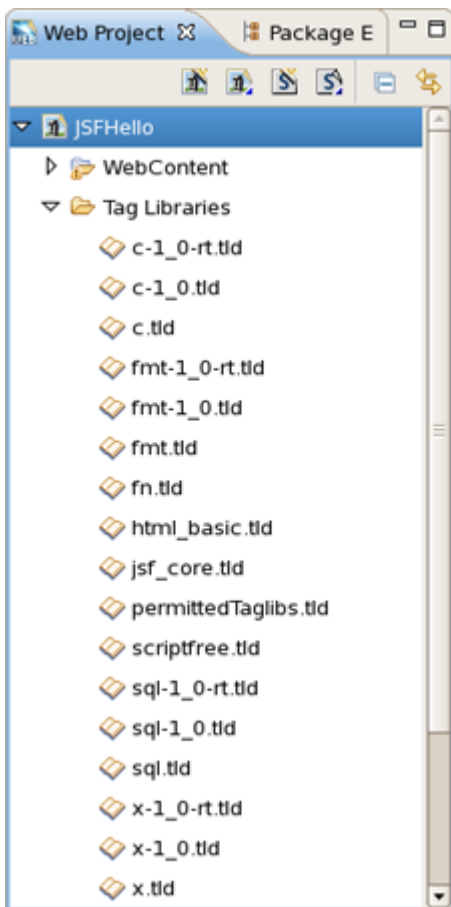 Web Project Package E
JSFHello
WebContent
Tag Libraries
c-1_0-rt.tld
c-1_0.tld
c.tld
fmt-1_0-rt.tld
fmt-1_0.tld
fmt.tld
fn.tld
html_basic.tld
jsf_core.tld
permittedTaglibs.tld
scriptfree.tld
sql-1_0-rt.tld
sql-1_0.tld
sql.tld
x-1_0-rt.tld
x-1_0.tld
x.tld